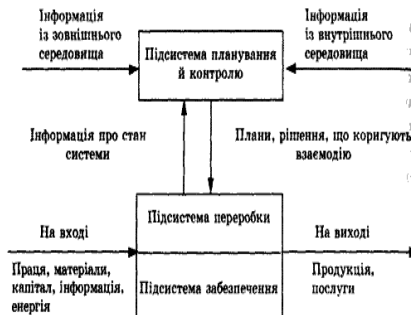 Інформація
із зовнішнього
середовища
Підсистема планування
й контролю
Інформація
із внутрішнього
середовища
Інформація про стан
системи
Плани, рішення, що коригують
взаємодію
На вході
Праця, матеріали,
капітал, інформація,
енергія
Підсистема переробки
Підсистема забезпечення
На виході
Продукція,
послуги